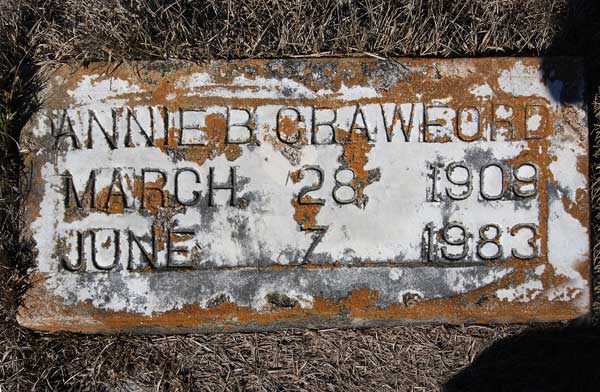 ANNIE B. CRAWFORD
MARCH 28 1909
JUNE 7 1983